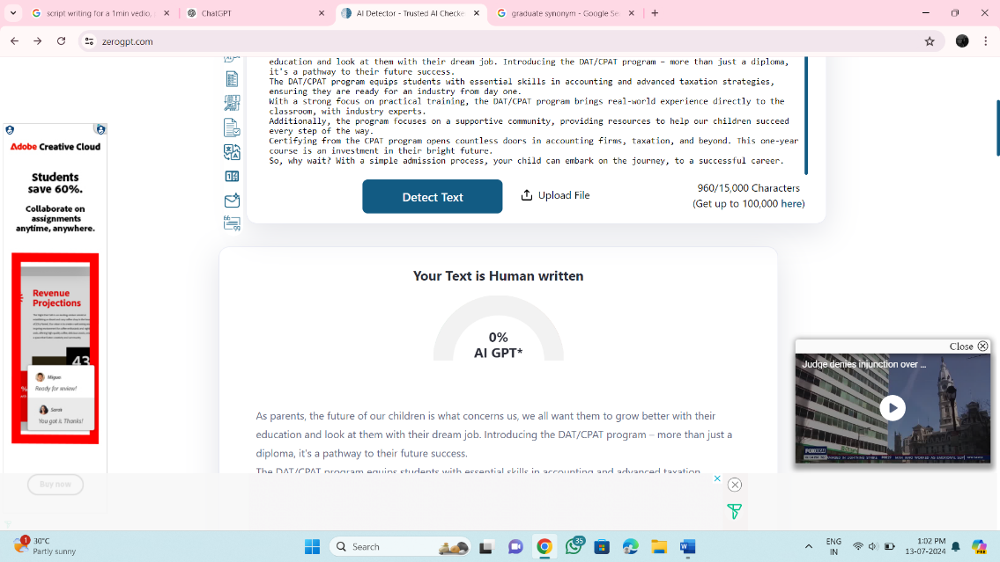 script writing for a 1min vedio,
ChatGPT
AI Detector - Trusted AI Checke
graduate synonym - Google Se
zerogpt.com
education and look at them with their dream job. Introducing the DAT/CPAT program – more than just a diploma,
it's a pathway to their future success.
The DAT/CPAT program equips students with essential skills in accounting and advanced taxation strategies,
ensuring they are ready for an industry from day one.
With a strong focus on practical training, the DAT/CPAT program brings real-world experience directly to the
classroom, with industry experts.
Additionally, the program focuses on a supportive community, providing resources to help our children succeed
every step of the way.
Certifying from the CPAT program opens countless doors in accounting firms, taxation, and beyond. This one-year
course is an investment in their bright future.
So, why wait? With a simple admission process, your child can embark on the journey, to a successful career.
Detect Text
Upload File
960/15,000 Characters
(Get up to 100,000 here)
Adobe Creative Cloud
Students
save 60%.
Collaborate on
assignments
anytime, anywhere.
Revenue
Projections
43
Miguel
Ready for review!
Sarah
You got it. Thanks!
Buy now
Your Text is Human written
0%
AI GPT*
As parents, the future of our children is what concerns us, we all want them to grow better with their
education and look at them with their dream job. Introducing the DAT/CPAT program – more than just a
diploma, it's a pathway to their future success.
The DAT/CPAT program equips students with essential skills in accounting and advanced taxation
Close
Judge denies injunction over ...
1
30°C
Partly sunny
Search
35
ENG
IN
1:02 PM
13-07-2024